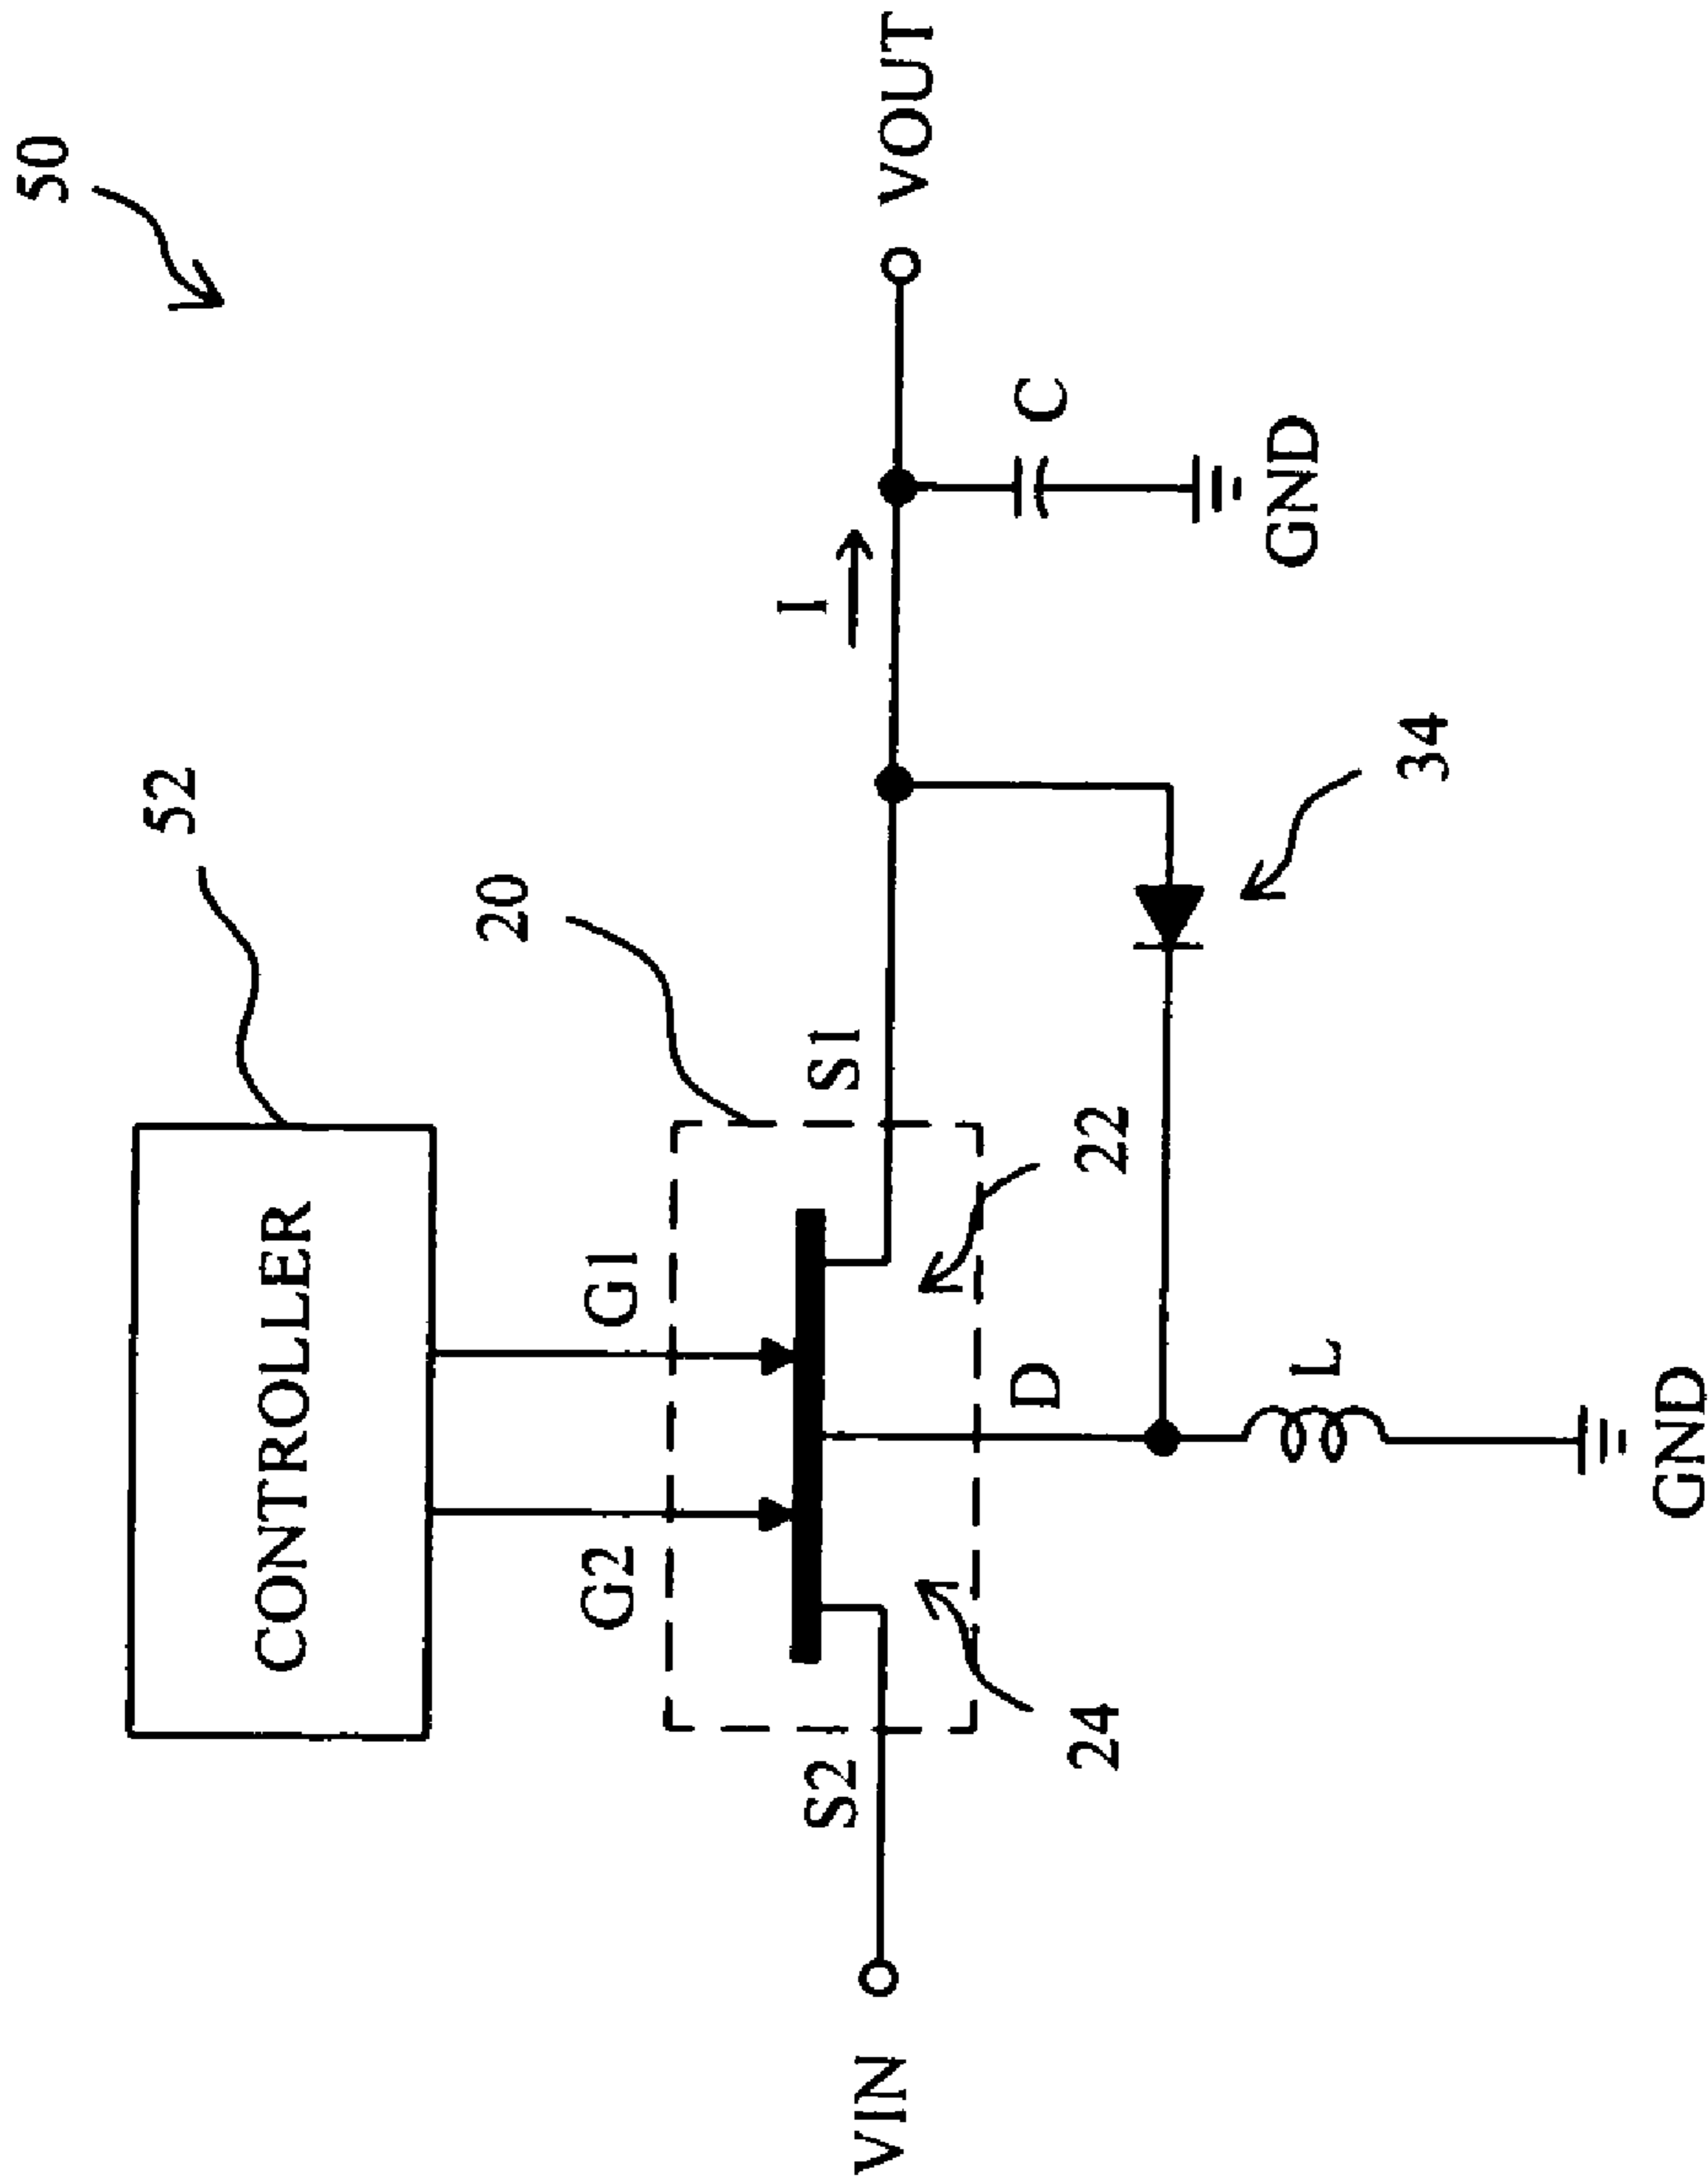 50
52
CONTROLLER
20
G2
G1
S2
S1
I
VIN
VOUT
24
D
22
C
L
34
GND
GND